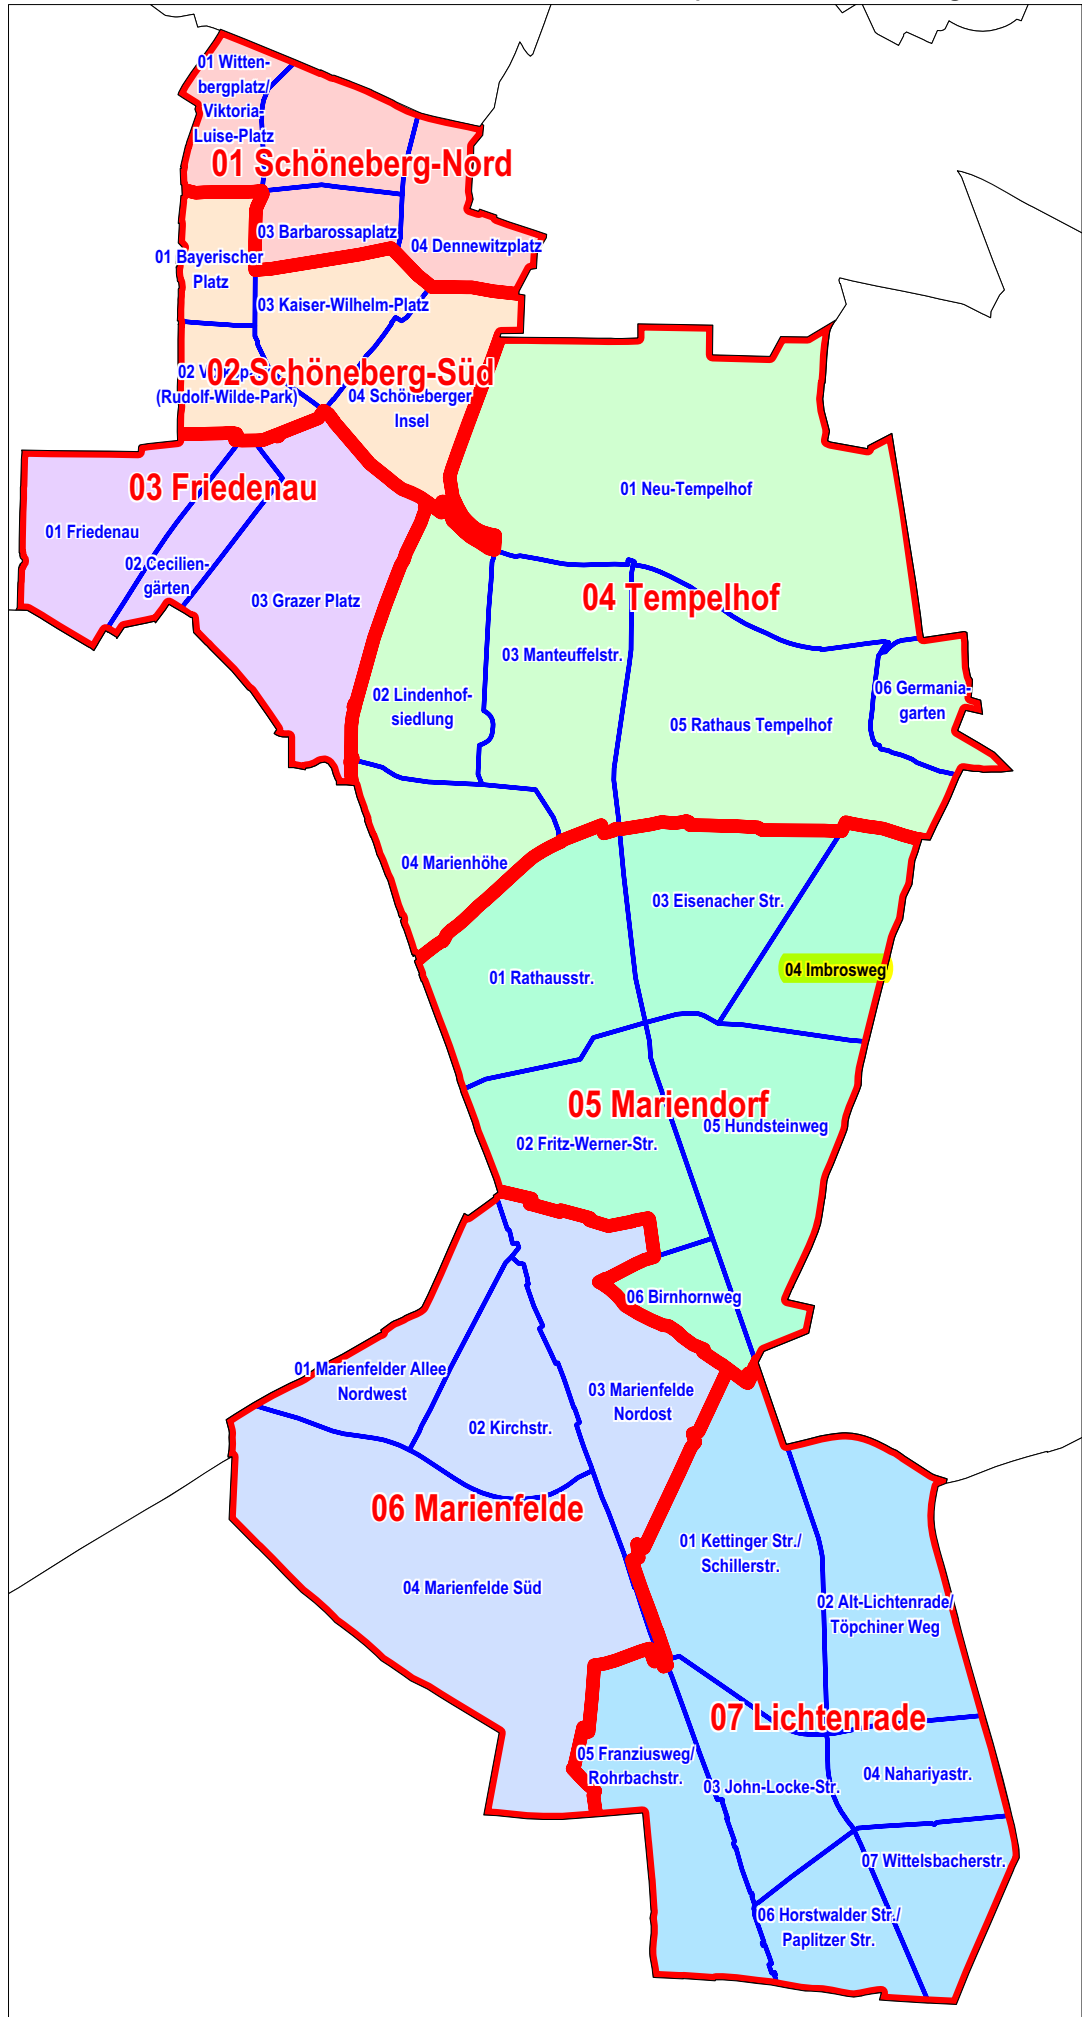 01 Witten-
bergplatz/
Viktoria-
Luise-Platz
01 Schöneberg-Nord
03 Barbarossaplatz
04 Dennewitzplatz
01 Bayerischer
Platz
03 Kaiser-Wilhelm-Platz
02 Schöneberg-Süd
02
(Rudolf-Wilde-Park)
04 Schöneberger
Insel
03 Friedenau
01 Neu-Tempelhof
01 Friedenau
02 Cecilien-
gärten
03 Grazer Platz
04 Tempelhof
03 Manteuffelstr.
02 Lindenhof-
siedlung
06 Germania-
garten
05 Rathaus Tempelhof
04 Marienhöhe
03 Eisenacher Str.
04 Imbrosweg
01 Rathausstr.
05 Mariendorf
05 Hundsteinweg
02 Fritz-Werner-Str.
06 Birnhornweg
01 Marienfelder Allee
Nordwest
03 Marienfelde
Nordost
02 Kirchstr.
06 Marienfelde
01 Kettinger Str./
Schillerstr.
04 Marienfelde Süd
02 Alt-Lichtenrade/
Töpchiner Weg
07 Lichtenrade
05 Franziusweg/
Rohrbachstr.
03 John-Locke-Str.
04 Nahariyastr.
07 Wittelsbacherstr.
06 Horstwalder Str./
Paplitzer Str.